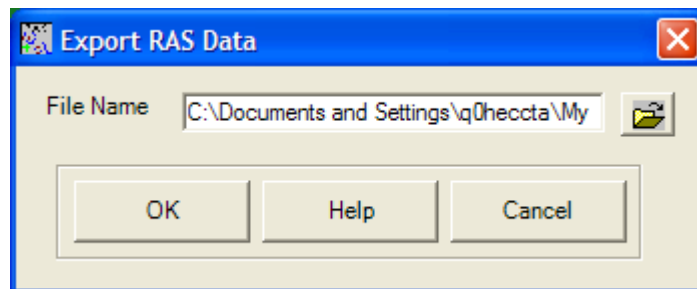 Export RAS Data
File Name C:\Documents and Settings\q0heccta\My
OK Help Cancel